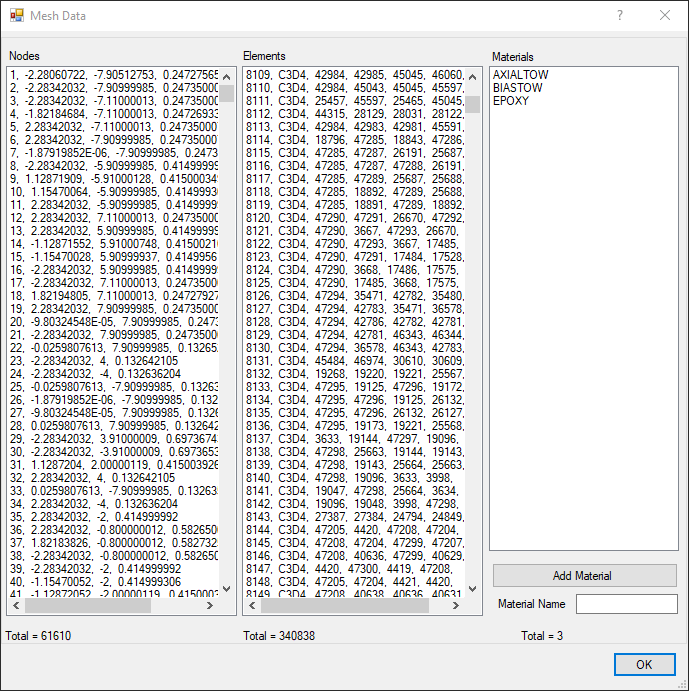 Mesh Data
Nodes
1, -2.28060722, -7.90512753, 0.24727565
2, -2.28342032, -7.90999985, 0.24735000
3, -2.28342032, -7.11000013, 0.24735000
4, -1.82184684, -7.11000013, 0.24726933
5, 2.28342032, -7.11000013, 0.24735000
6, 2.28342032, -7.90999985, 0.24735000
7, -1.87919852E-06, -7.90999985, 0.2473
8, -2.28342032, -5.90999985, 0.41499999
9, 1.12871909, -5.91000128, 0.41500034
10, 1.15470064, -5.90999985, 0.4149993
11, 2.28342032, -5.90999985, 0.41499999
12, 2.28342032, 7.11000013, 0.24735000
13, 2.28342032, 5.90999985, 0.41499999
14, -1.12871552, 5.91000748, 0.4150021
15, -1.15470028, 5.90999937, 0.4149956
16, -2.28342032, 5.90999985, 0.4149999
17, -2.28342032, 7.11000013, 0.2473500
18, 1.82194805, 7.11000013, 0.24727927
19, 2.28342032, 7.90999985, 0.24735000
20, -9.80324548E-05, 7.90999985, 0.2473
21, -2.28342032, 7.90999985, 0.2473500
22, -0.0259807613, 7.90999985, 0.13265
23, -2.28342032, 4, 0.132642105
24, -2.28342032, -4, 0.132636204
25, -0.0259807613, -7.90999985, 0.13263
26, -1.87919852E-06, -7.90999985, 0.132
27, -9.80324548E-05, 7.90999985, 0.1326
28, 0.0259807613, 7.90999985, 0.132642
29, -2.28342032, 3.91000009, 0.6973674
30, -2.28342032, -3.91000009, 0.6973653
31, 1.1287204, 2.00000119, 0.415003926
32, 2.28342032, 4, 0.132642105
33, 0.0259807613, -7.90999985, 0.13263
34, 2.28342032, -4, 0.132636204
35, 2.28342032, -2, 0.414999992
36, 2.28342032, -0.800000012, 0.5826500
37, 1.82183826, -0.800000012, 0.582732
38, -2.28342032, -0.800000012, 0.582650
39, -2.28342032, -2, 0.414999992
40, -1.15470052, -2, 0.414999306
41, -1.12872052, -2.00000119, 0.4150003
Total = 61610
Elements
8109, C3D4, 42984, 42985, 45045, 46060,
8110, C3D4, 42984, 45043, 45045, 45597,
8111, C3D4, 25457, 45597, 25465, 45045,
8112, C3D4, 44315, 28129, 28031, 28122,
8113, C3D4, 42984, 42983, 42981, 45591,
8114, C3D4, 18796, 47285, 18843, 47286,
8115, C3D4, 47285, 47287, 26191, 25687,
8116, C3D4, 47285, 47287, 47288, 26191,
8117, C3D4, 47285, 47289, 25687, 25688,
8118, C3D4, 47285, 18892, 47289, 25688,
8119, C3D4, 47285, 18891, 47289, 18892,
8120, C3D4, 47290, 47291, 26670, 47292,
8121, C3D4, 47290, 3667, 47293, 26670,
8122, C3D4, 47290, 47293, 3667, 17485,
8123, C3D4, 47290, 47291, 17484, 17528,
8124, C3D4, 47290, 3668, 17486, 17575,
8125, C3D4, 47290, 17485, 3668, 17575,
8126, C3D4, 47294, 35471, 42782, 35480,
8127, C3D4, 47294, 42783, 35471, 36578,
8128, C3D4, 47294, 42786, 42782, 42781,
8129, C3D4, 47294, 42781, 46343, 46344,
8130, C3D4, 47294, 36578, 46343, 42783,
8131, C3D4, 45484, 46974, 30610, 30609,
8132, C3D4, 19268, 19220, 19221, 25567,
8133, C3D4, 47295, 19125, 47296, 19172,
8134, C3D4, 47295, 47296, 19125, 26132,
8135, C3D4, 47295, 47296, 26132, 26127,
8136, C3D4, 47295, 19173, 19221, 25568,
8137, C3D4, 3633, 19144, 47297, 19096,
8138, C3D4, 47298, 25663, 19144, 19143,
8139, C3D4, 47298, 19143, 25664, 25663,
8140, C3D4, 47298, 19096, 3633, 3998,
8141, C3D4, 19047, 47298, 25664, 3634,
8142, C3D4, 19096, 19048, 3998, 47298,
8143, C3D4, 27387, 27384, 24794, 24849,
8144, C3D4, 47205, 4420, 47208, 47204,
8145, C3D4, 47208, 47204, 47299, 47207,
8146, C3D4, 47208, 40636, 47299, 40629,
8147, C3D4, 4420, 47300, 4419, 47208,
8148, C3D4, 47205, 47204, 4421, 4420,
8149, C3D4, 47208, 40638, 40636, 40631
Total = 340838
Materials
AXIALTOW
BIASTOW
EPOXY
Add Material
Material Name
Total = 3
OK